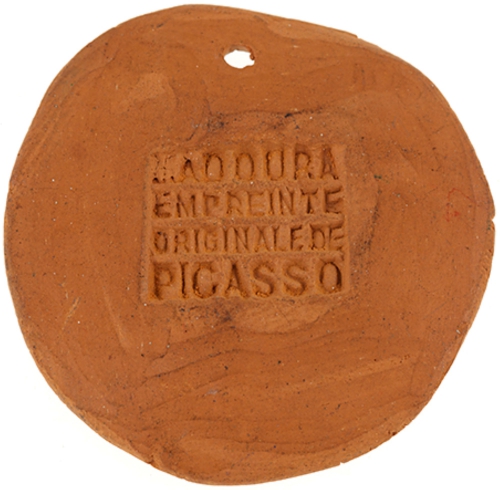 MADOURA
EMPREINTE
ORIGINALE DE
PICASSO